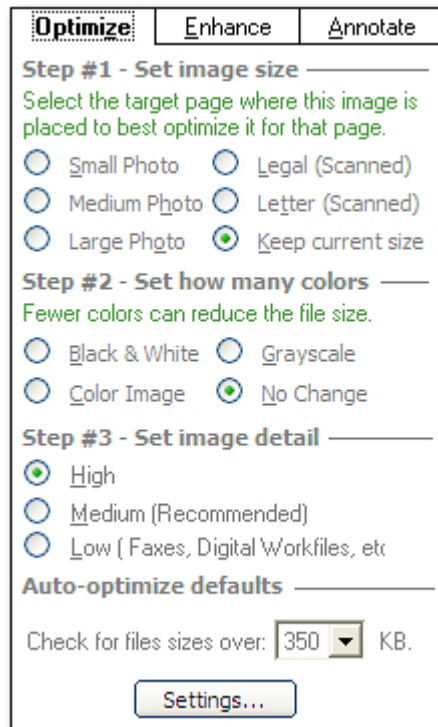 Optimize Enhance Annotate
Step #1 - Set image size
Select the target page where this image is
placed to best optimize it for that page.
Small Photo Legal (Scanned)
Medium Photo Letter (Scanned)
Large Photo Keep current size
Step #2 - Set how many colors
Fewer colors can reduce the file size.
Black & White Grayscale
Color Image No Change
Step #3 - Set image detail
High
Medium (Recommended)
Low ( Faxes, Digital Workfiles, etc
Auto-optimize defaults
Check for files sizes over: 350 KB.
Settings...